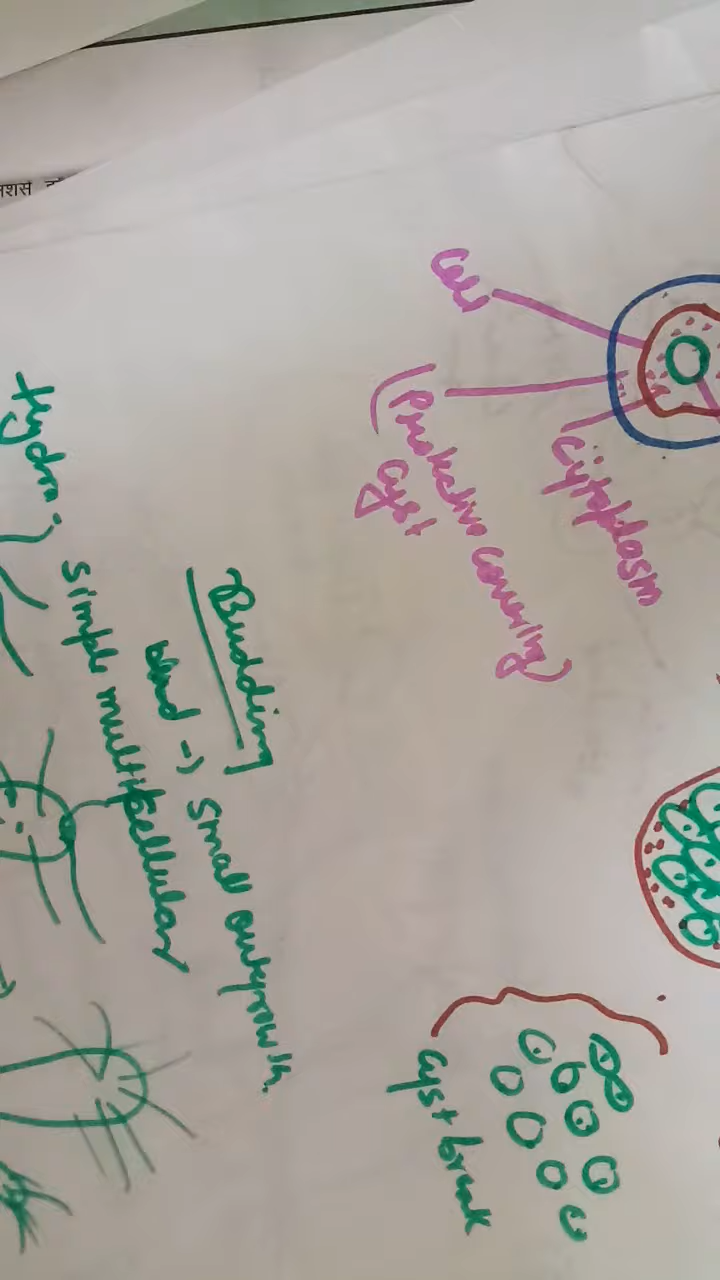 Cell
Cytoplasm
(Protective covering)
Cyst
Cyst break
Budding
bud → Small outgrowth.
simple multicellular
Hydra -